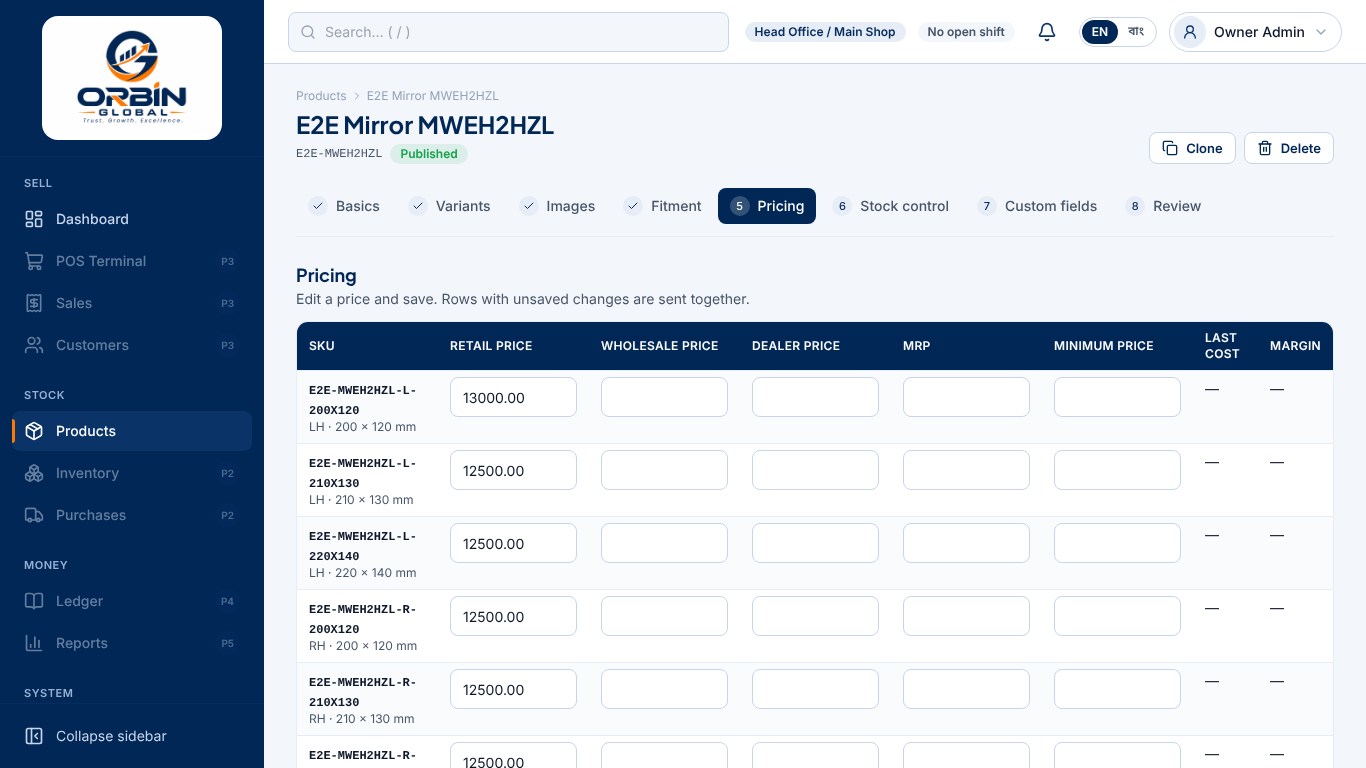 ORBIN
GLOBAL
Trust. Growth. Excellence.
Search... ( / )
Head Office / Main Shop
No open shift
EN
বাং
Owner Admin
SELL
Dashboard
POS Terminal P3
Sales P3
Customers P3
STOCK
Products
Inventory P2
Purchases P2
MONEY
Ledger P4
Reports P5
SYSTEM
Collapse sidebar
Products > E2E Mirror MWEH2HZL
E2E Mirror MWEH2HZL
E2E-MWEH2HZL Published
Clone
Delete
Basics
Variants
Images
Fitment
5 Pricing
6 Stock control
7 Custom fields
8 Review
Pricing
Edit a price and save. Rows with unsaved changes are sent together.
SKU RETAIL PRICE WHOLESALE PRICE DEALER PRICE MRP MINIMUM PRICE LAST COST MARGIN
E2E-MWEH2HZL-L-
200X120
LH · 200 × 120 mm
13000.00 — —
E2E-MWEH2HZL-L-
210X130
LH · 210 × 130 mm
12500.00 — —
E2E-MWEH2HZL-L-
220X140
LH · 220 × 140 mm
12500.00 — —
E2E-MWEH2HZL-R-
200X120
RH · 200 × 120 mm
12500.00 — —
E2E-MWEH2HZL-R-
210X130
RH · 210 × 130 mm
12500.00 — —
E2E-MWEH2HZL-R-
12500.00 — —